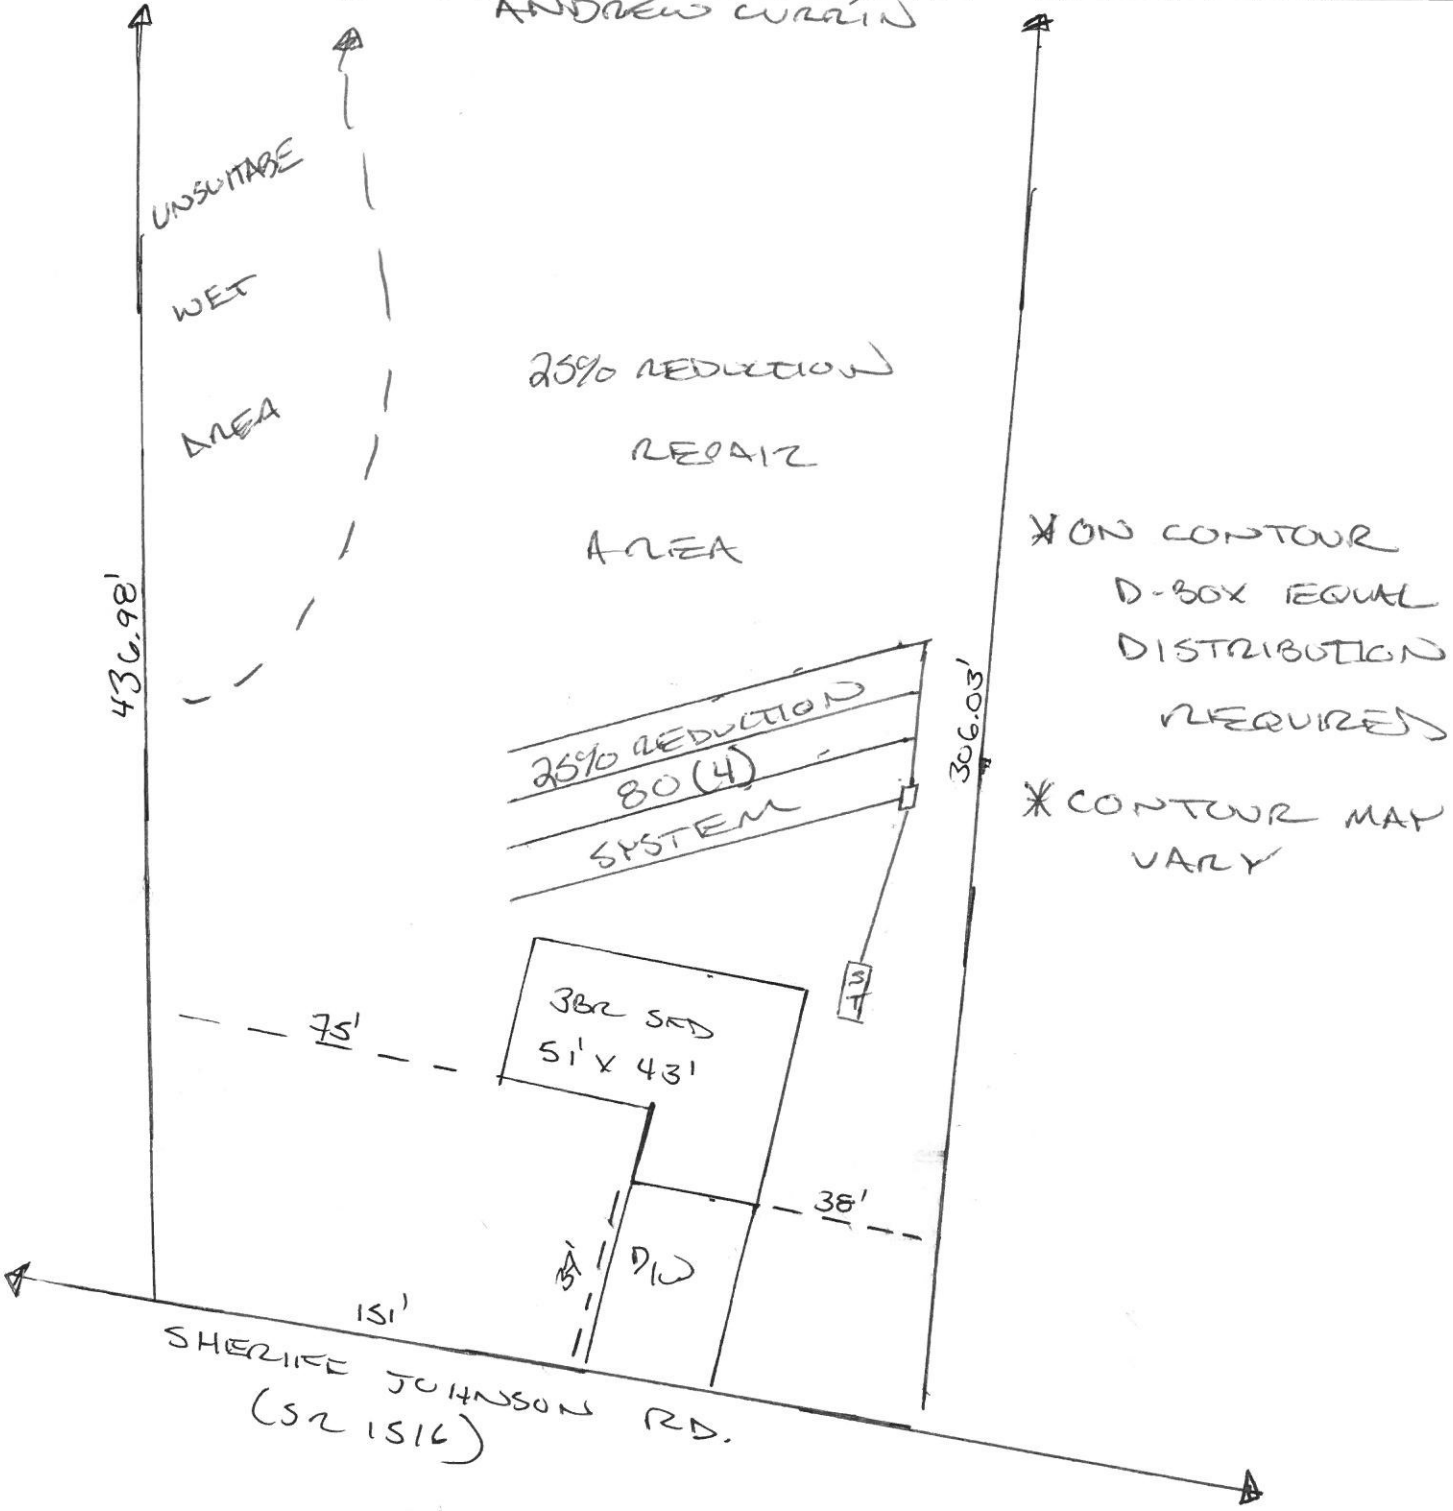 ANDREW CURRIN
UNSUITABE
WET
AREA
25% REDUCTION
REPAIR
AREA
436.98'
306.03'
*ON CONTOUR
D-BOX EQUAL
DISTRIBUTION
REQUIRED
*CONTOUR MAY
VARY
25% REDUCTION
80 (4)
SYSTEM
ST
3BR SFD
51' X 43'
75'
38'
D/W
151'
SHERIFF JOHNSON RD.
(SR 1516)